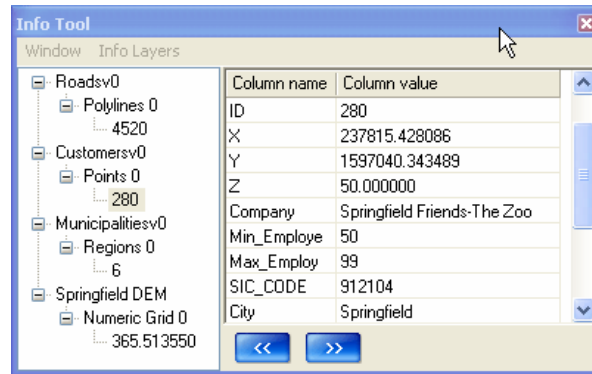 Info Tool
Window Info Layers
Roadsv0
Polylines 0
4520
Customersv0
Points 0
280
Municipalitiesv0
Regions 0
6
Springfield DEM
Numeric Grid 0
365.513550
Column name Column value
ID 280
X 237815.428086
Y 1597040.343489
Z 50.000000
Company Springfield Friends-The Zoo
Min_Employe 50
Max_Employ 99
SIC_CODE 912104
City Springfield
<< >>